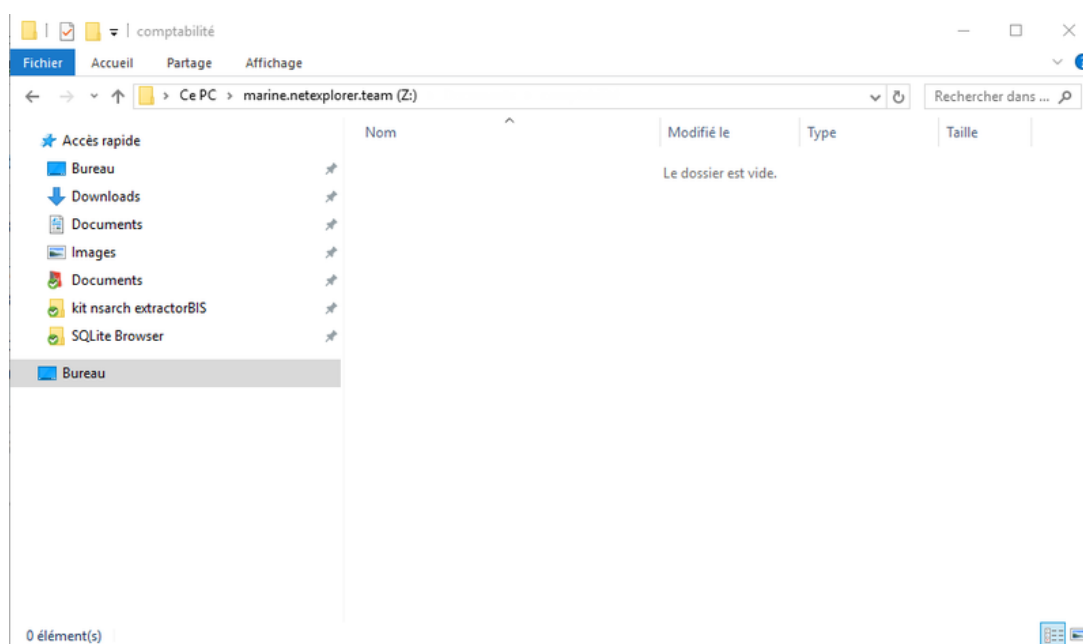 comptabilité
Fichier Accueil Partage Affichage
Ce PC > marine.netexplorer.team (Z:)
Rechercher dans ...
Nom Modifié le Type Taille
Le dossier est vide.
Accès rapide
Bureau
Downloads
Documents
Images
Documents
kit nsarch extractorBIS
SQLite Browser
Bureau
0 élément(s)